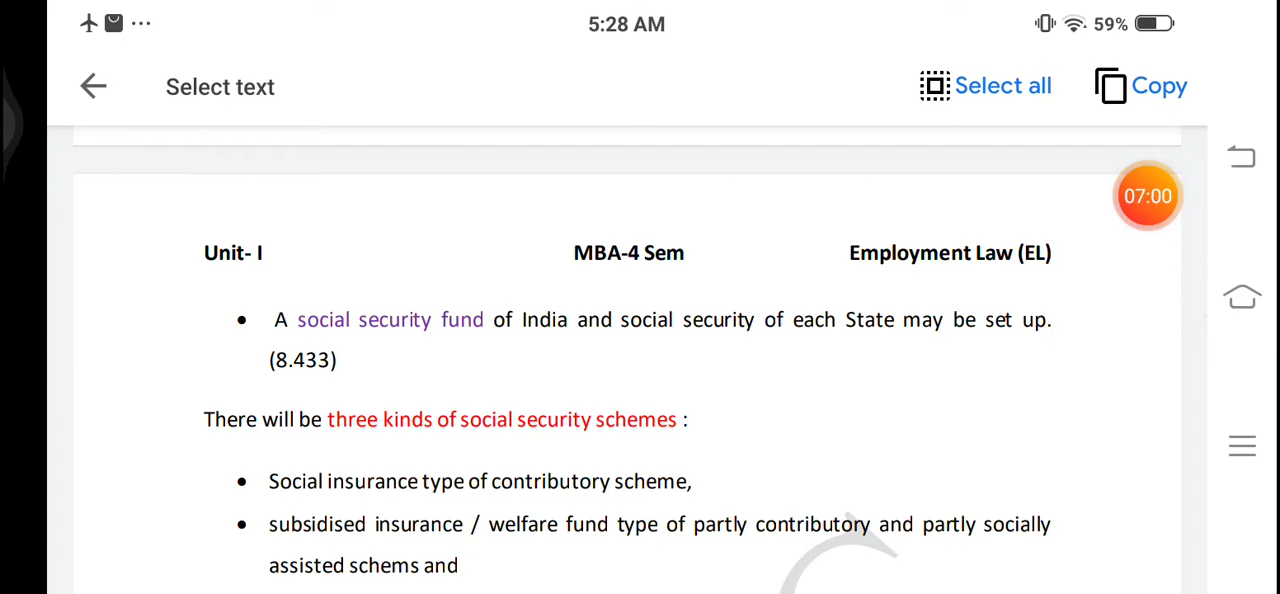 5:28 AM
59%
Select text
Select all
Copy
07:00
Unit- I MBA-4 Sem Employment Law (EL)
• A social security fund of India and social security of each State may be set up.
(8.433)
There will be three kinds of social security schemes :
• Social insurance type of contributory scheme,
• subsidised insurance / welfare fund type of partly contributory and partly socially
assisted schems and